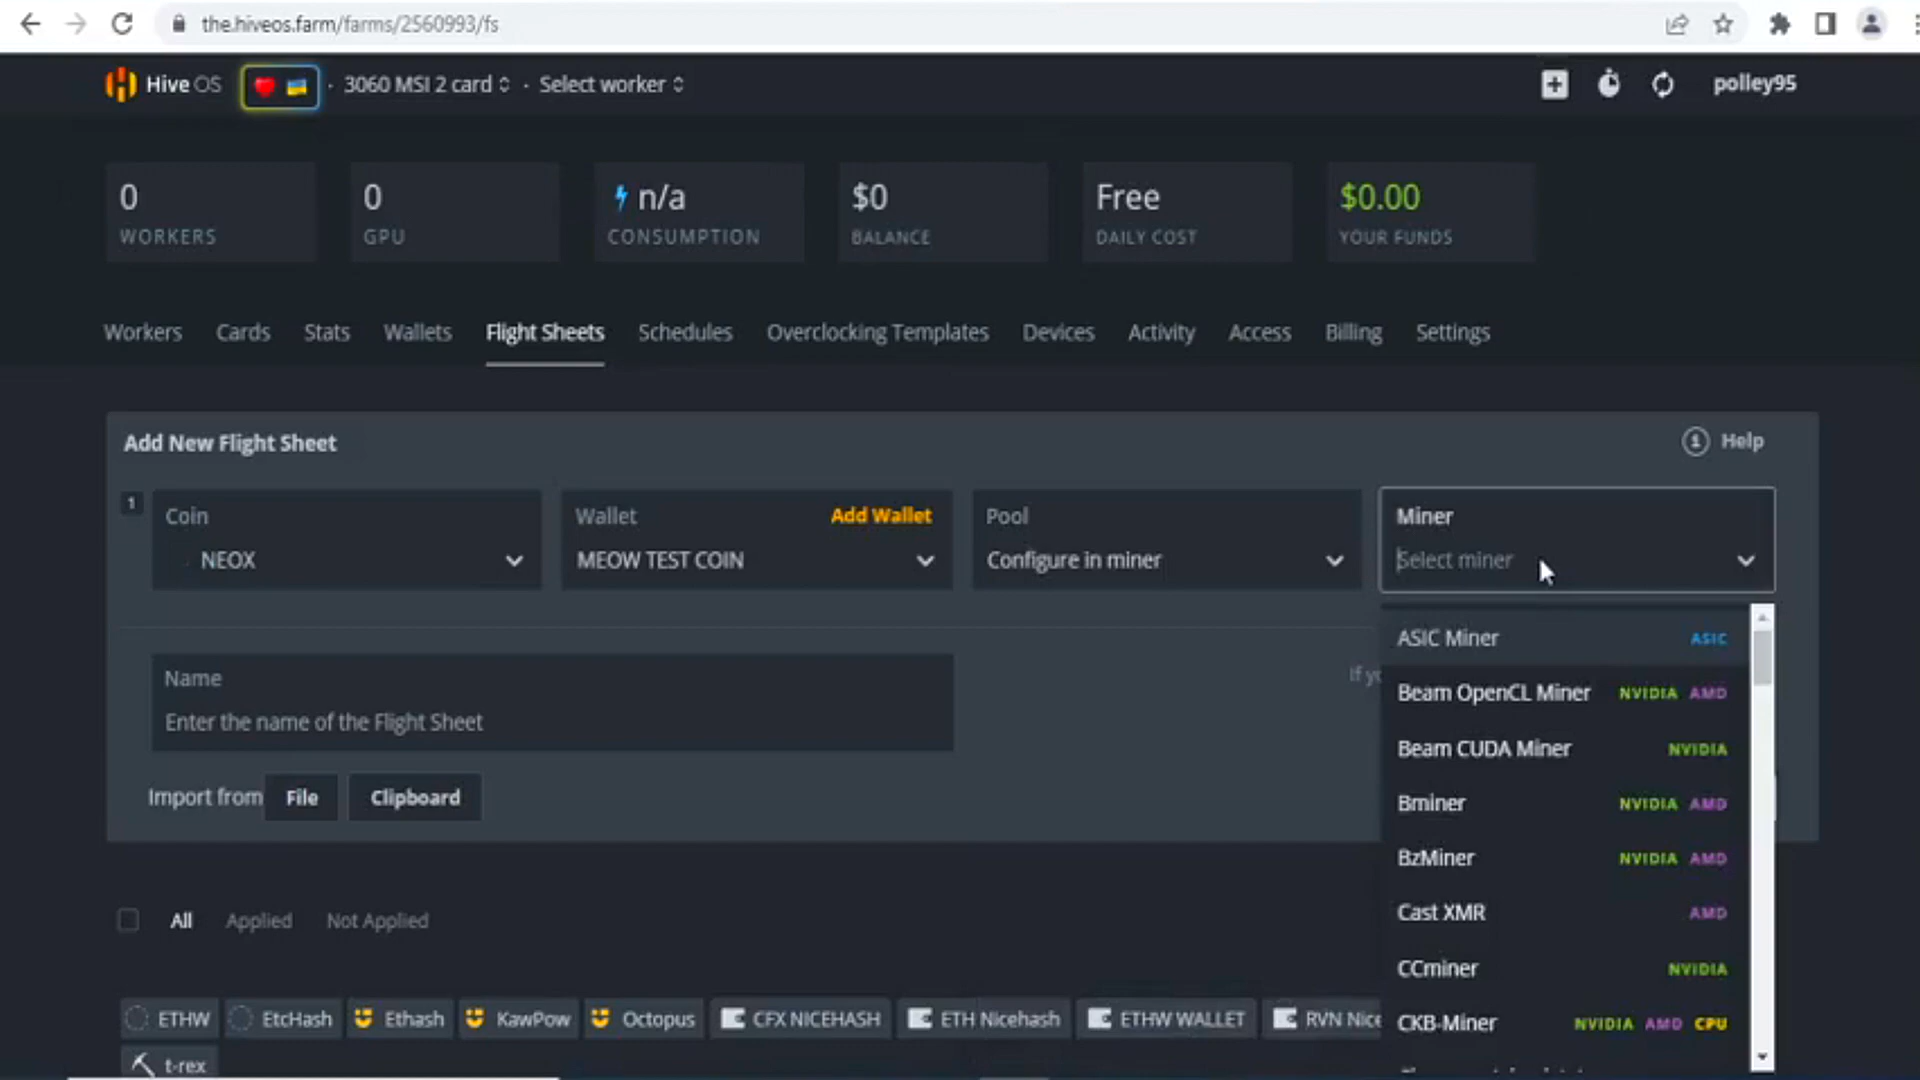 the.hiveos.farm/farms/2560993/fs
Hive OS · 3060 MSI 2 card · Select worker polley95
0 0 n/a $0 Free $0.00
WORKERS GPU CONSUMPTION BALANCE DAILY COST YOUR FUNDS
Workers Cards Stats Wallets Flight Sheets Schedules Overclocking Templates Devices Activity Access Billing Settings
Add New Flight Sheet Help
1 Coin Wallet Add Wallet Pool Miner
NEOX MEOW TEST COIN Configure in miner Select miner
ASIC Miner ASIC
Name If
Beam OpenCL Miner NVIDIA AMD
Enter the name of the Flight Sheet
Beam CUDA Miner NVIDIA
Import from File Clipboard
Bminer NVIDIA AMD
BzMiner NVIDIA AMD
All Applied Not Applied
Cast XMR AMD
CCminer NVIDIA
ETHW EtcHash Ethash KawPow Octopus CFX NICEHASH ETH Nicehash ETHW WALLET RVN Nice
CKB-Miner NVIDIA AMD CPU
t-rex